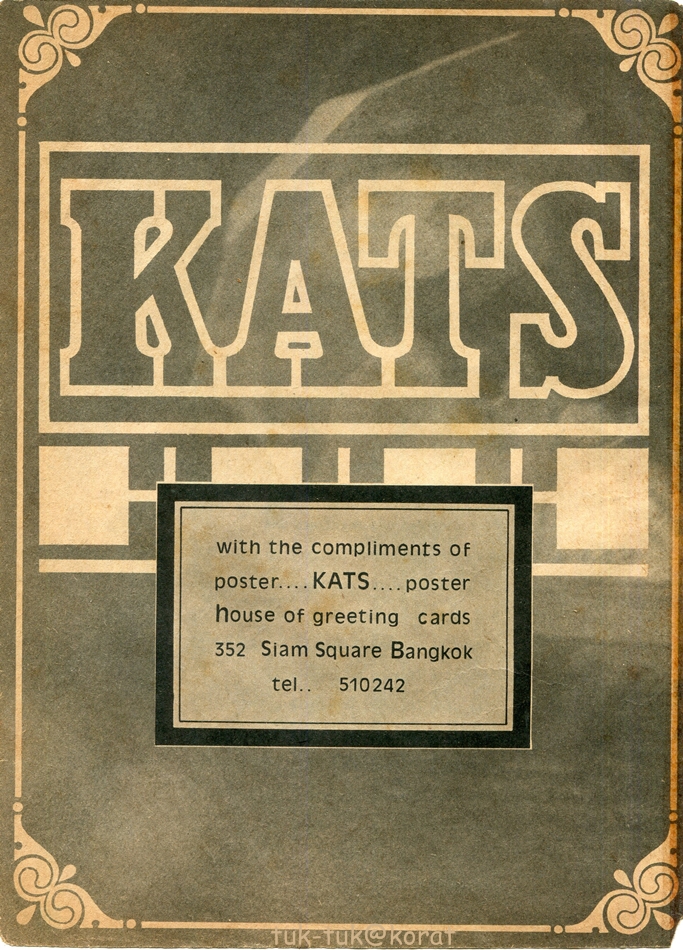 KATS
with the compliments of
poster....KATS....poster
house of greeting cards
352 Siam Square Bangkok
tel.. 510242
tuk-tuk@korat